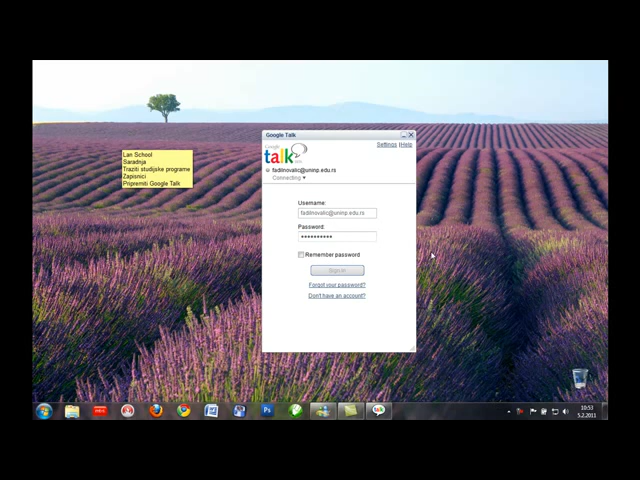 Google Talk
Settings | Help
Google
talk
fadilnovalic@uninp.edu.rs
Connecting
Lan School
Saradnja
Traziti studijske programe
Zapisnici
Pripremiti Google Talk
Username:
fadilnovalic@uninp.edu.rs
Password:
**********
Remember password
Sign in
Forgot your password?
Don't have an account?
talk
10:53
5.2.2011